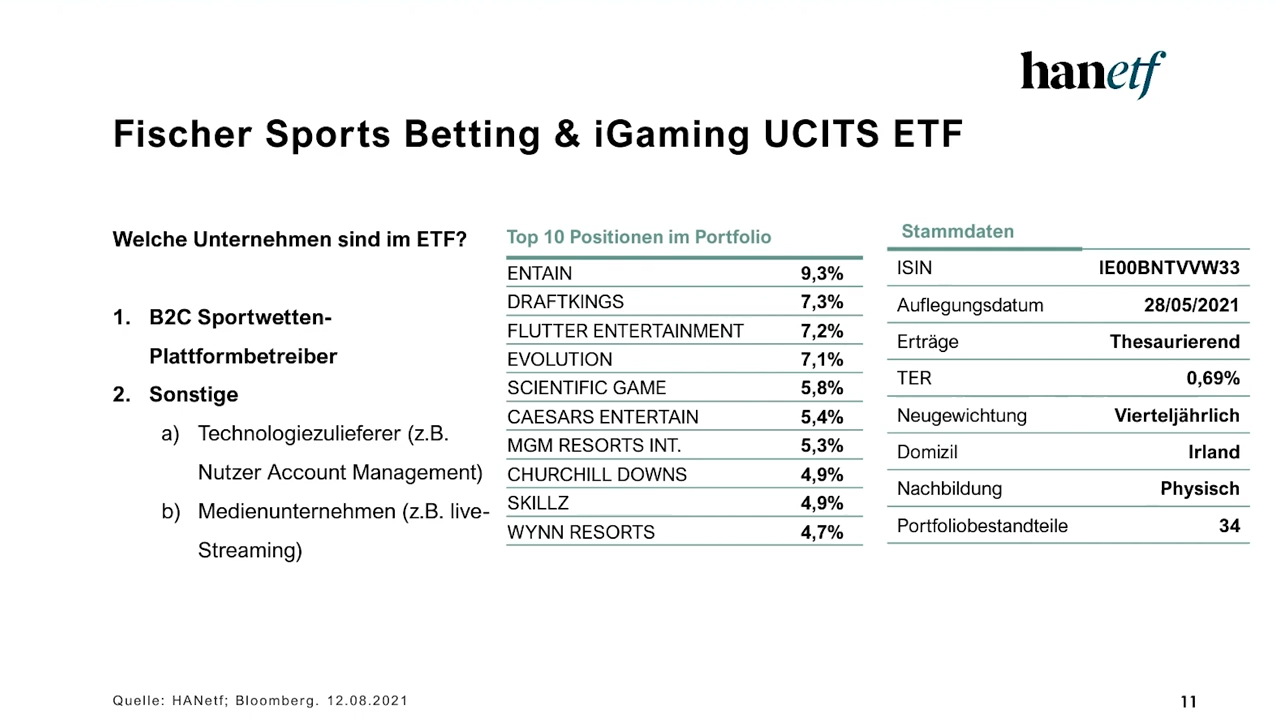 hanetf
Fischer Sports Betting & iGaming UCITS ETF
Welche Unternehmen sind im ETF?
1. B2C Sportwetten-
Plattformbetreiber
2. Sonstige
a) Technologiezulieferer (z.B.
Nutzer Account Management)
b) Medienunternehmen (z.B. live-
Streaming)
Top 10 Positionen im Portfolio
ENTAIN 9,3%
DRAFTKINGS 7,3%
FLUTTER ENTERTAINMENT 7,2%
EVOLUTION 7,1%
SCIENTIFIC GAME 5,8%
CAESARS ENTERTAIN 5,4%
MGM RESORTS INT. 5,3%
CHURCHILL DOWNS 4,9%
SKILLZ 4,9%
WYNN RESORTS 4,7%
Stammdaten
ISIN IE00BNTVVW33
Auflegungsdatum 28/05/2021
Erträge Thesaurierend
TER 0,69%
Neugewichtung Vierteljährlich
Domizil Irland
Nachbildung Physisch
Portfoliobestandteile 34
Quelle: HANetf; Bloomberg. 12.08.2021
11